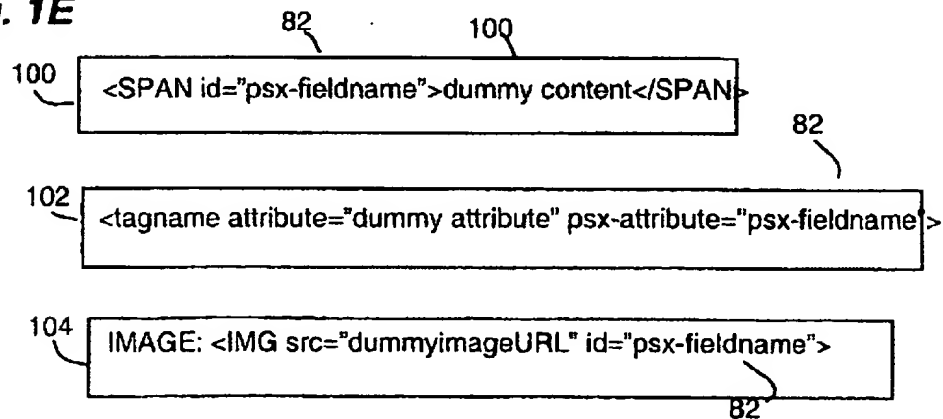 . 1E
82
100
100
<SPAN id="psx-fieldname">dummy content</SPAN>
82
102
<tagname attribute="dummy attribute" psx-attribute="psx-fieldname">
104
IMAGE: <IMG src="dummyimageURL" id="psx-fieldname">
82